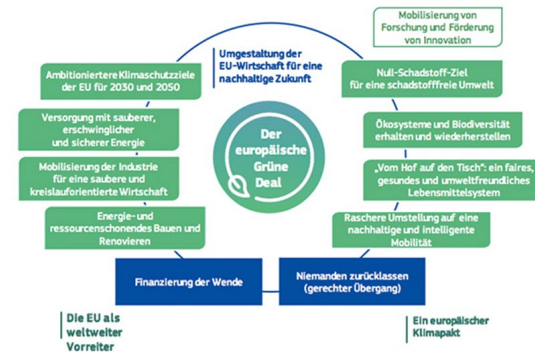 Mobilisierung von
Forschung und Förderung
von Innovation
Umgestaltung der
EU-Wirtschaft für eine
nachhaltige Zukunft
Ambitioniertere Klimaschutzziele
der EU für 2030 und 2050
Null-Schadstoff-Ziel
für eine schadstofffreie Umwelt
Versorgung mit sauberer,
erschwinglicher
und sicherer Energie
Ökosysteme und Biodiversität
erhalten und wiederherstellen
Der
europäische
Grüne
Deal
Mobilisierung der Industrie
für eine saubere und
kreislauforientierte Wirtschaft
„Vom Hof auf den Tisch“: ein faires,
gesundes und umweltfreundliches
Lebensmittelsystem
Energie- und
ressourcenschonendes Bauen und
Renovieren
Raschere Umstellung auf eine
nachhaltige und intelligente
Mobilität
Finanzierung der Wende
Niemanden zurücklassen
(gerechter Übergang)
Die EU als
weltweiter
Vorreiter
Ein europäischer
Klimapakt